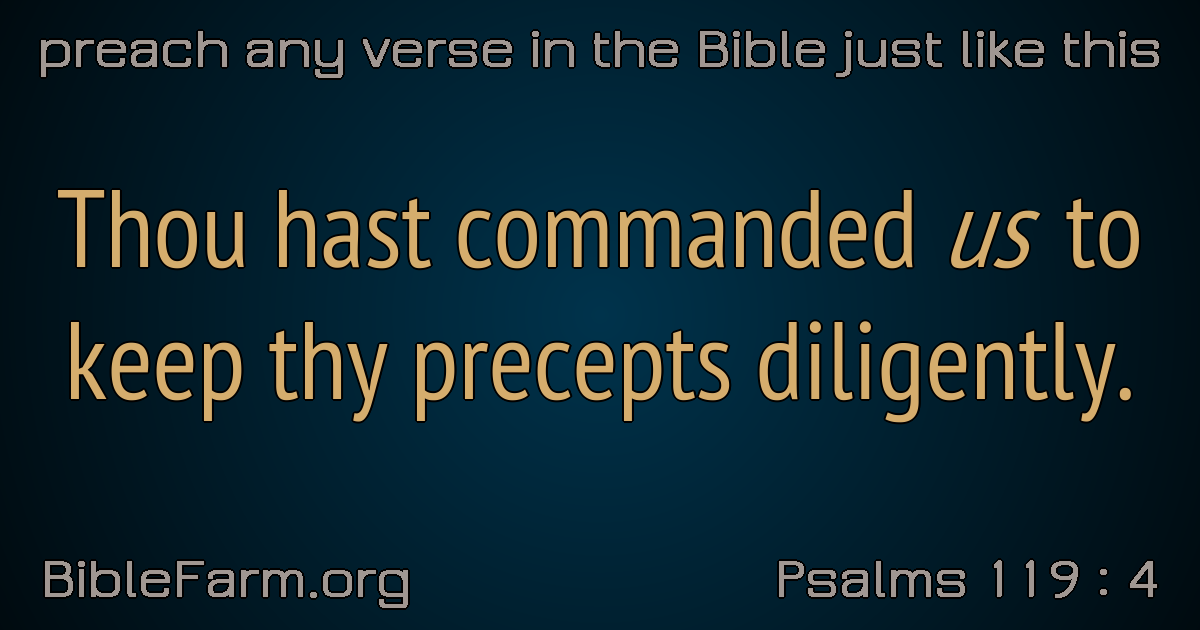 preach any verse in the Bible just like this
Thou hast commanded us to
keep thy precepts diligently.
BibleFarm.org
Psalms 119 : 4